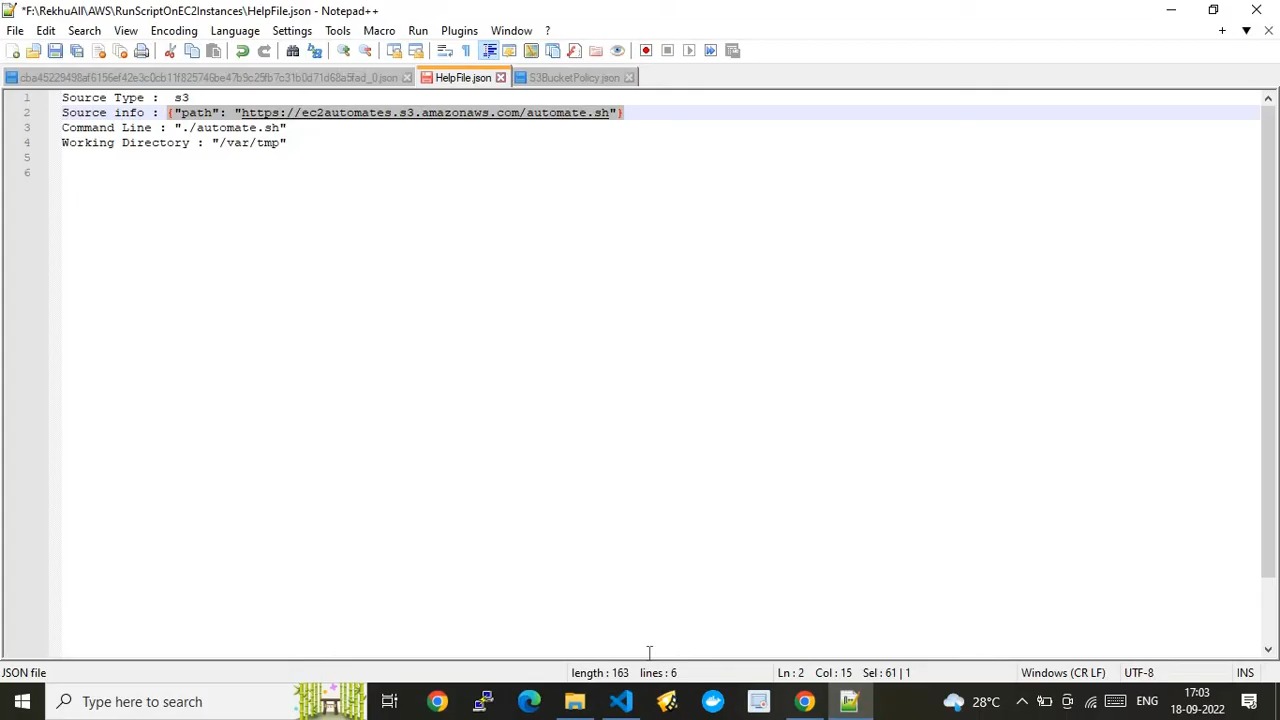 *F:\RekhuAll\AWS\RunScriptOnEC2Instances\HelpFile.json - Notepad++
File Edit Search View Encoding Language Settings Tools Macro Run Plugins Window ?
HelpFile.json S3BucketPolicy.json
1 Source Type :  s3
2 Source info : {"path": "https://ec2automates.s3.amazonaws.com/automate.sh"}
3 Command Line : "./automate.sh"
4 Working Directory : "/var/tmp"
5
6
JSON file length : 163 lines : 6 Ln : 2 Col : 15 Sel : 61 | 1 Windows (CR LF) UTF-8 INS
Type here to search 28°C ENG 17:03
18-09-2022